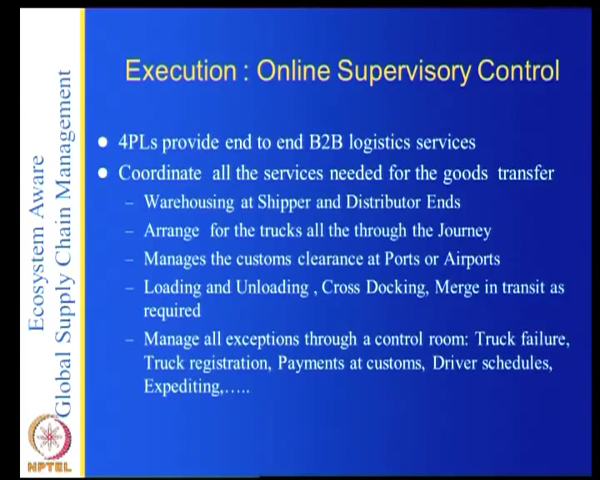 Execution : Online Supervisory Control
4PLs provide end to end B2B logistics services
Coordinate all the services needed for the goods transfer
– Warehousing at Shipper and Distributor Ends
– Arrange for the trucks all the through the Journey
– Manages the customs clearance at Ports or Airports
– Loading and Unloading , Cross Docking, Merge in transit as
required
– Manage all exceptions through a control room: Truck failure,
Truck registration, Payments at customs, Driver schedules,
Expediting,…..
Ecosystem Aware
Global Supply Chain Management
NPTEL